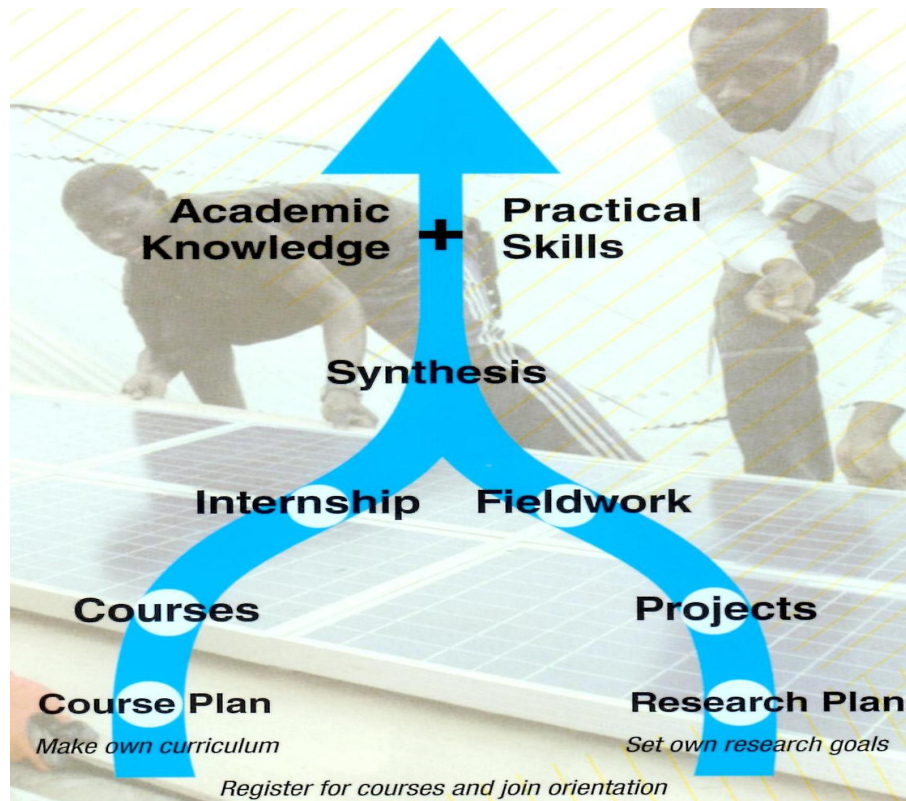 Academic
Knowledge
+
Practical
Skills
Synthesis
Internship
Fieldwork
Courses
Projects
Course Plan
Research Plan
Make own curriculum
Set own research goals
Register for courses and join orientation